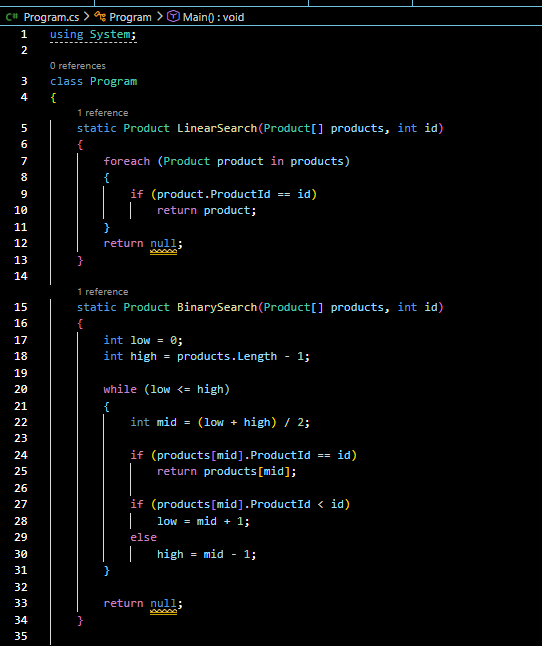 C# Program.cs > Program > Main() : void
1 using System;
2
0 references
3 class Program
4 {
1 reference
5 static Product LinearSearch(Product[] products, int id)
6 {
7 foreach (Product product in products)
8 {
9 if (product.ProductId == id)
10 return product;
11 }
12 return null;
13 }
14
1 reference
15 static Product BinarySearch(Product[] products, int id)
16 {
17 int low = 0;
18 int high = products.Length - 1;
19
20 while (low <= high)
21 {
22 int mid = (low + high) / 2;
23
24 if (products[mid].ProductId == id)
25 return products[mid];
26
27 if (products[mid].ProductId < id)
28 low = mid + 1;
29 else
30 high = mid - 1;
31 }
32
33 return null;
34 }
35